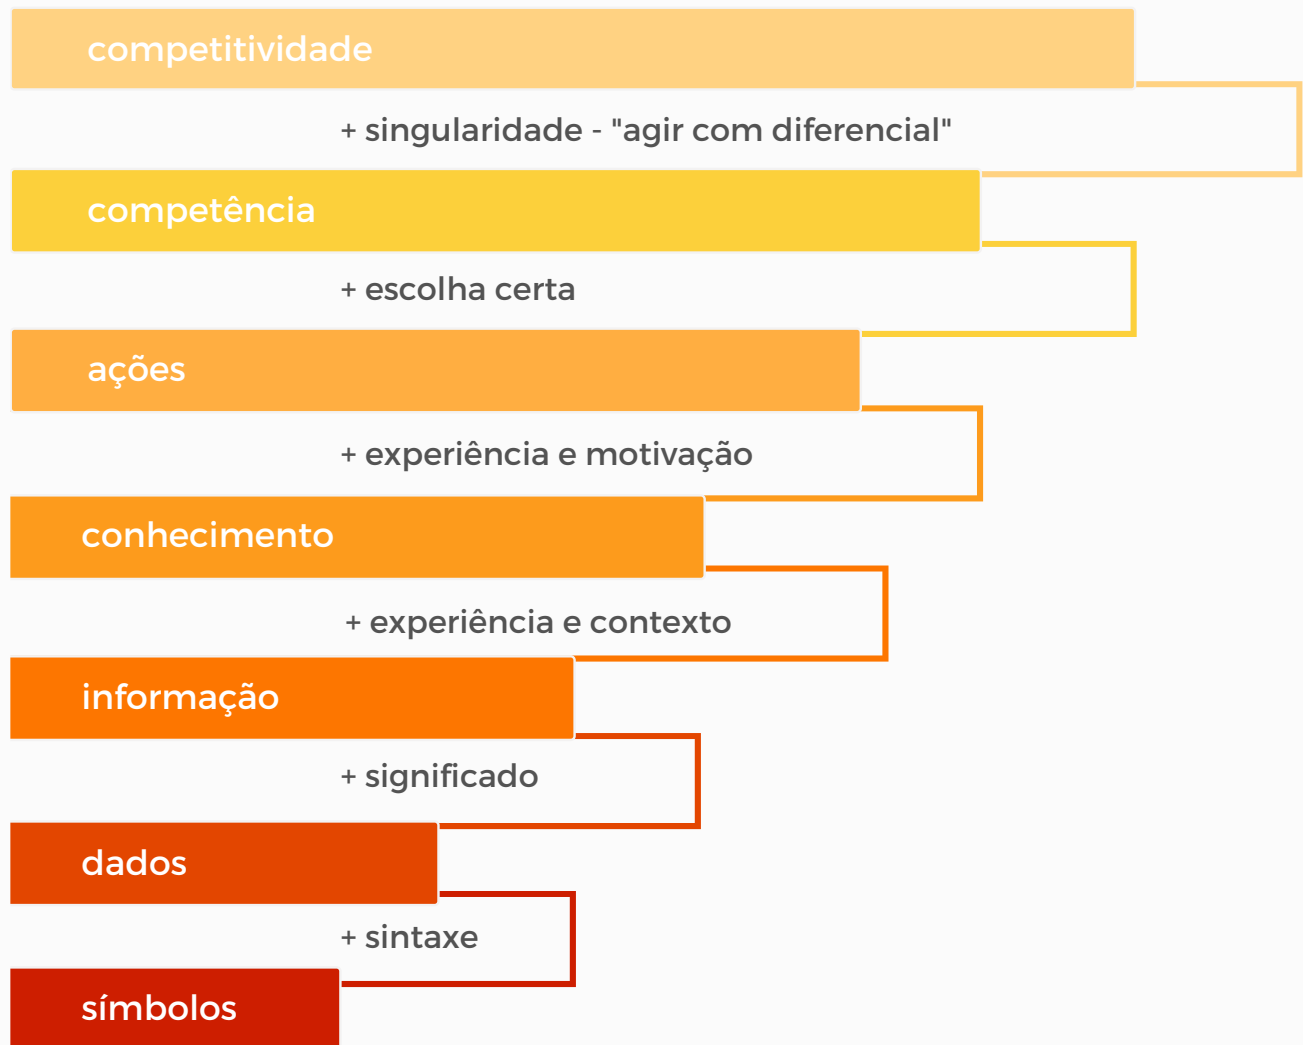 competitividade
+ singularidade - "agir com diferencial"
competência
+ escolha certa
ações
+ experiência e motivação
conhecimento
+ experiência e contexto
informação
+ significado
dados
+ sintaxe
símbolos